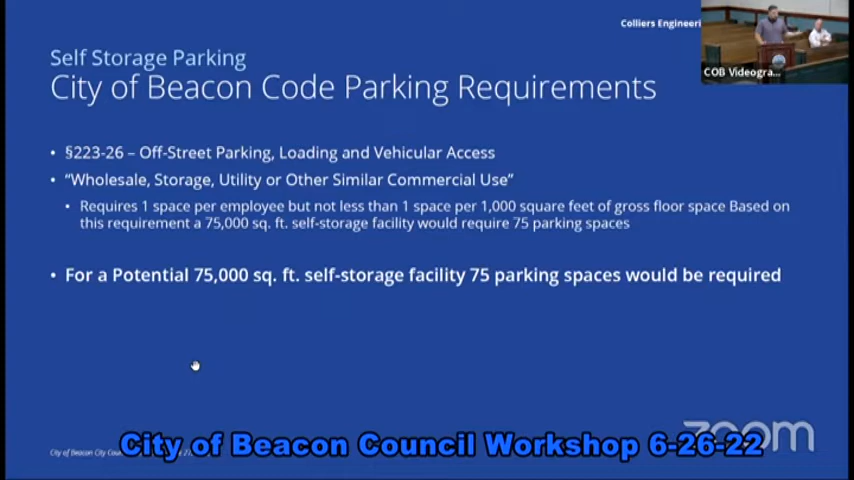 Colliers Engineeri
COB Videogra...
Self Storage Parking
City of Beacon Code Parking Requirements
• §223-26 – Off-Street Parking, Loading and Vehicular Access
• “Wholesale, Storage, Utility or Other Similar Commercial Use”
• Requires 1 space per employee but not less than 1 space per 1,000 square feet of gross floor space Based on
this requirement a 75,000 sq. ft. self-storage facility would require 75 parking spaces
• For a Potential 75,000 sq. ft. self-storage facility 75 parking spaces would be required
zoom
City of Beacon Council Workshop 6-26-22
City of Beacon City Cou